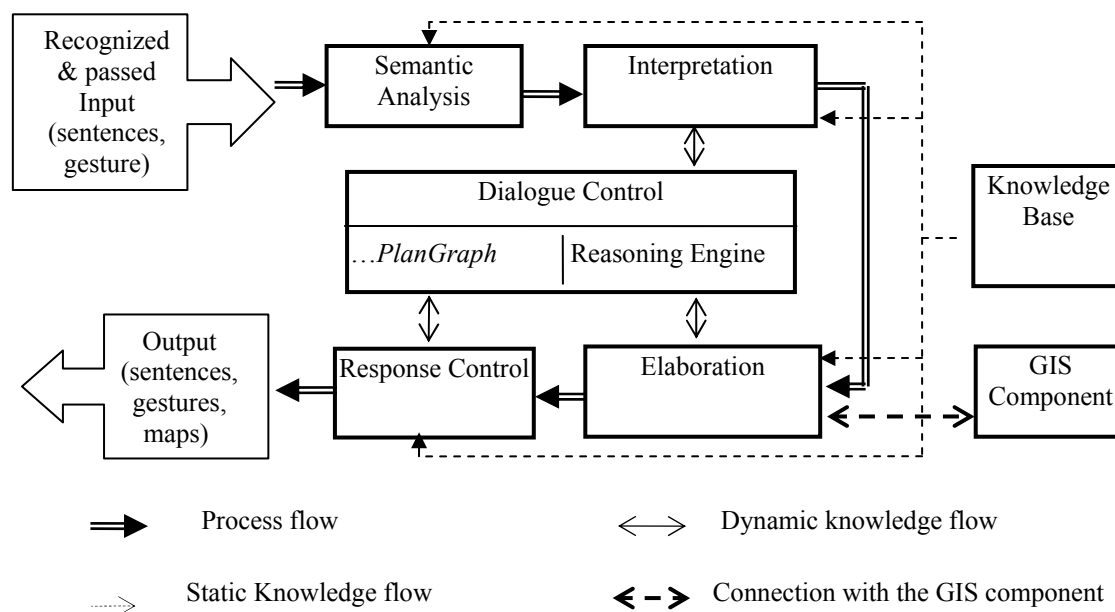 Recognized
& passed
Input
(sentences,
gesture)
Semantic
Analysis
Interpretation
Dialogue Control
…PlanGraph
Reasoning Engine
Knowledge
Base
Output
(sentences,
gestures,
maps)
Response Control
Elaboration
GIS
Component
Process flow
Dynamic knowledge flow
Static Knowledge flow
Connection with the GIS component